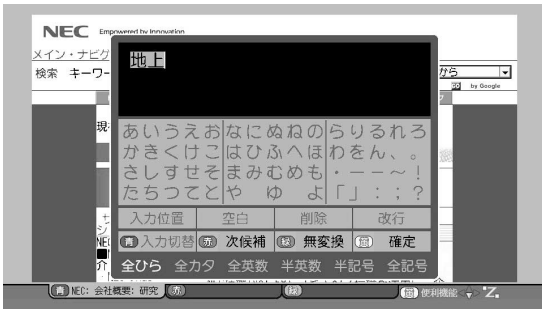 NEC Empowered by Innovation
メイン・ナビゲ
検索 キーワー
から
by Google
現
地上
あいうえおなにぬねのらりるれろ
かきくけこはひふへほわをん、。
さしすせそまみむめも・ー－～！
たちつてとや ゆ よ「」：；？
入力位置 空白 削除 改行
青 入力切替 赤 次候補 緑 無変換 黄 確定
全ひら 全カタ 全英数 半英数 半記号 全記号
NEC
介
青 NEC: 会社概要: 研究 赤 緑 黄 便利機能 Z.